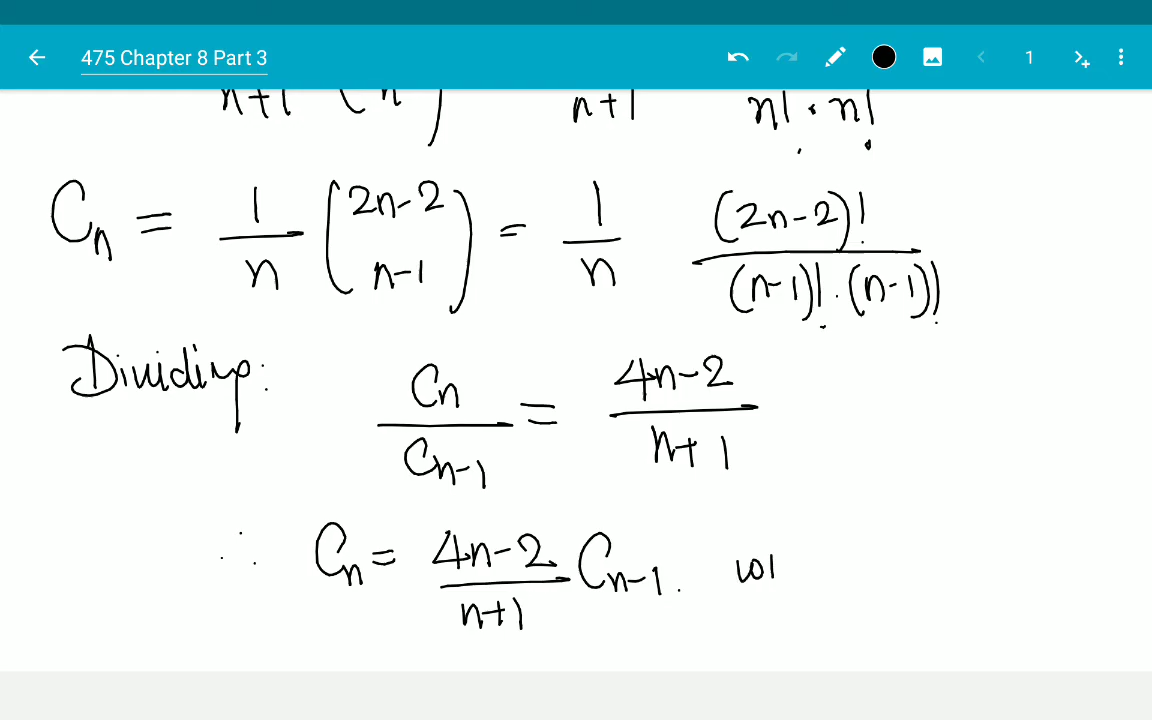 475 Chapter 8 Part 3 1
n+1 (n) n+1 n! · n!
Cn = 1/n (2n-2 n-1) = 1/n (2n-2)!/(n-1)! · (n-1)!
Dividing: Cn/Cn-1 = 4n-2/n+1
∴ Cn = 4n-2/n+1 Cn-1.